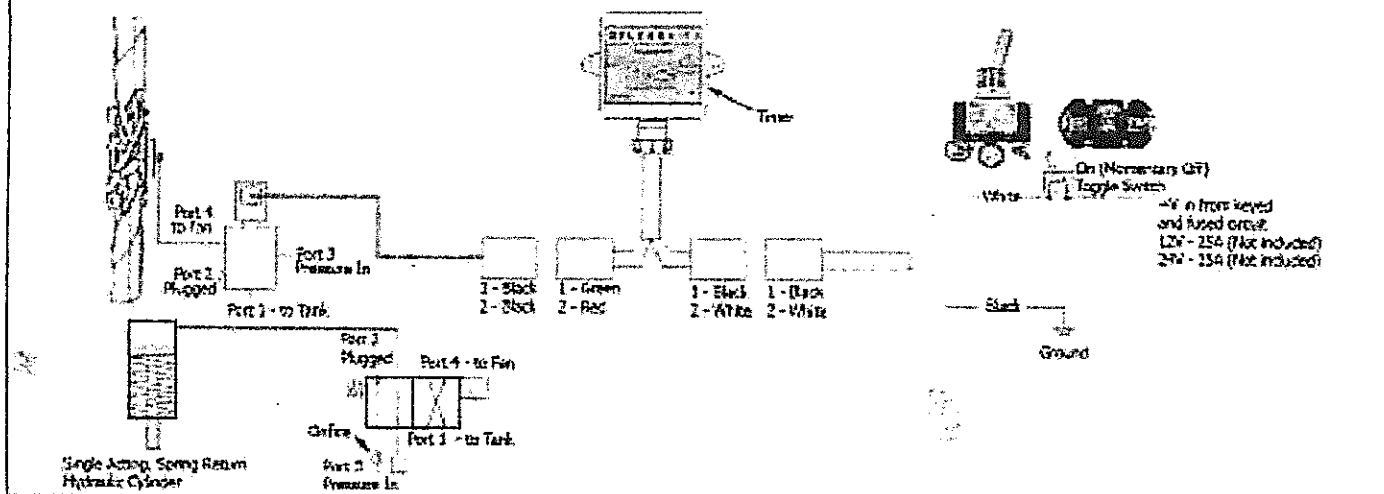 Timer
On (Momentary Off)
Toggle Switch
White
+V in from keyed
and fused circuit
12V - 25A (Not included)
24V - 15A (Not included)
Port 4
to Fan
Port 3
Pressure In
Port 2
Plugged
Port 1 - to Tank
1 - Black
2 - Black
1 - Green
2 - Red
1 - Black
2 - White
1 - Black
2 - White
Black
Ground
Port 2
Plugged
Port 4 - to Fan
Port 1 - to Tank
Orifice
Port 3
Pressure In
Single Acting, Spring Return
Hydraulic Cylinder